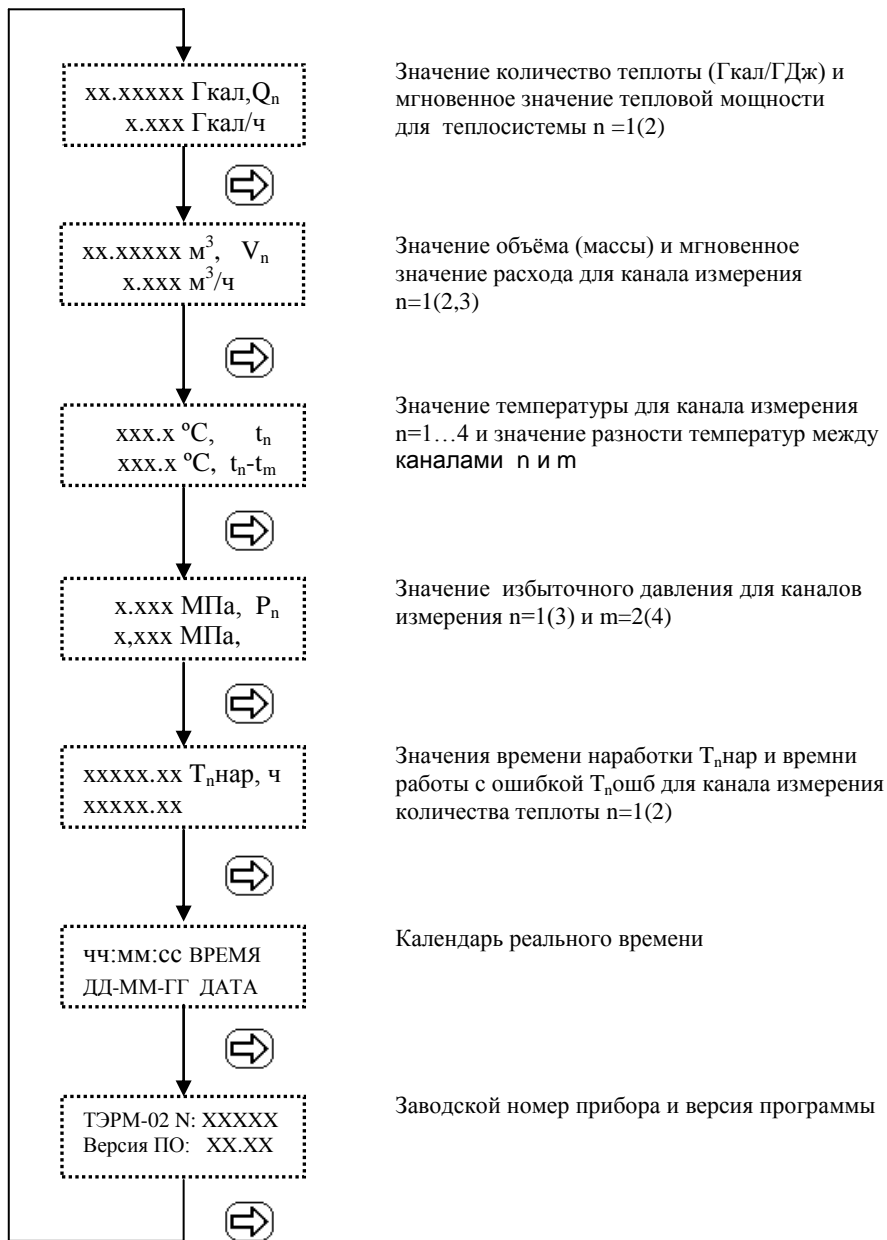 xx.xxxxx Гкал,Qn
x.xxx Гкал/ч
Значение количество теплоты (Гкал/ГДж) и
мгновенное значение тепловой мощности
для теплосистемы n =1(2)
xx.xxxxx м³, Vn
x.xxx м³/ч
Значение объёма (массы) и мгновенное
значение расхода для канала измерения
n=1(2,3)
xxx.x ºC, tn
xxx.x ºC, tn-tm
Значение температуры для канала измерения
n=1…4 и значение разности температур между
каналами n и m
x.xxx МПа, Pn
x,xxx МПа,
Значение избыточного давления для каналов
измерения n=1(3) и m=2(4)
xxxxx.xx Tnнар, ч
xxxxx.xx
Значения времени наработки Tnнар и времни
работы с ошибкой Tnошб для канала измерения
количества теплоты n=1(2)
чч:мм:сс ВРЕМЯ
ДД-ММ-ГГ ДАТА
Календарь реального времени
ТЭРМ-02 N: XXXXX
Версия ПО: XX.XX
Заводской номер прибора и версия программы